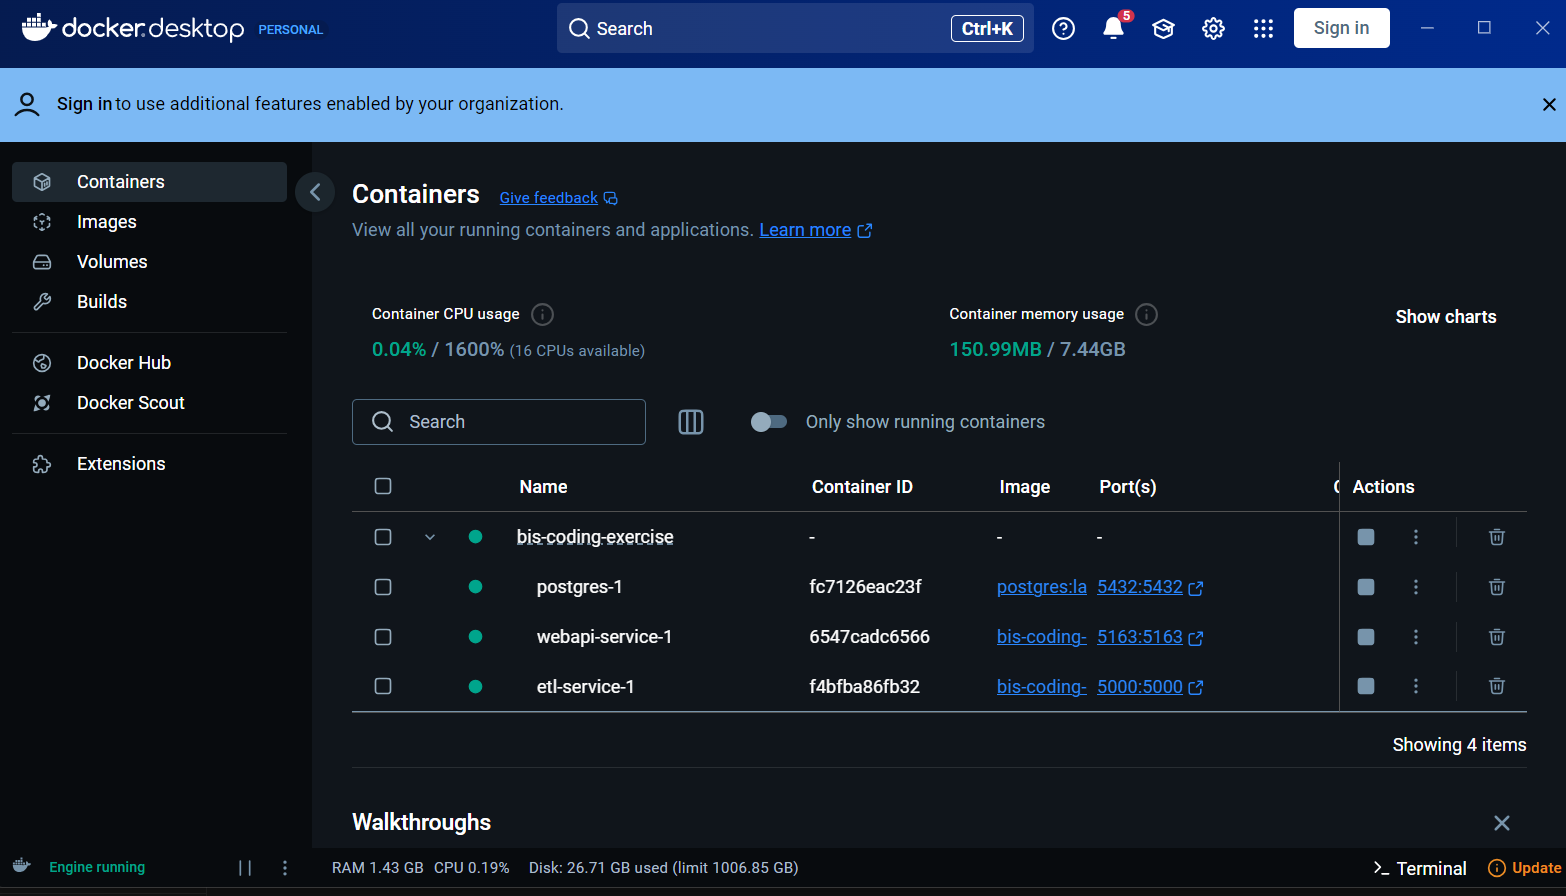 docker.desktop PERSONAL
Search Ctrl+K
5
Sign in
Sign in to use additional features enabled by your organization.
Containers
Images
Volumes
Builds
Docker Hub
Docker Scout
Extensions
Containers Give feedback
View all your running containers and applications. Learn more
Container CPU usage
0.04% / 1600% (16 CPUs available)
Container memory usage
150.99MB / 7.44GB
Show charts
Search
Only show running containers
Name Container ID Image Port(s) Actions
bis-coding-exercise - - -
postgres-1 fc7126eac23f postgres:la 5432:5432
webapi-service-1 6547cadc6566 bis-coding- 5163:5163
etl-service-1 f4bfba86fb32 bis-coding- 5000:5000
Showing 4 items
Walkthroughs
Engine running
RAM 1.43 GB CPU 0.19% Disk: 26.71 GB used (limit 1006.85 GB)
>_ Terminal
Update